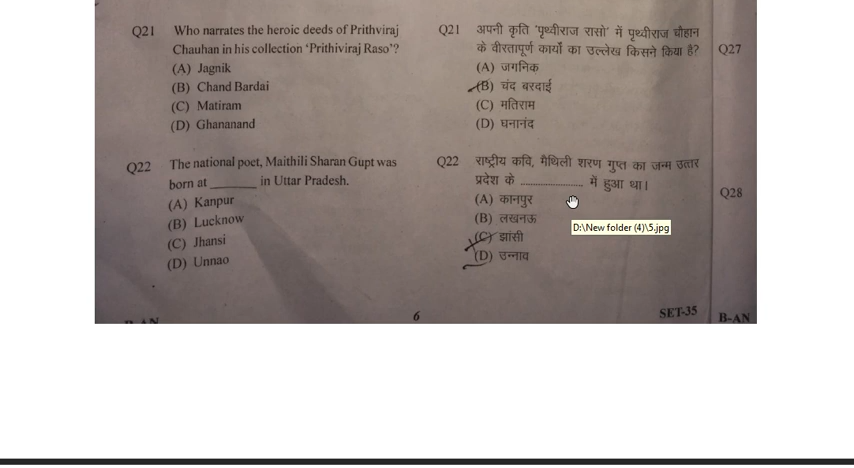 Q21 Who narrates the heroic deeds of Prithviraj
Chauhan in his collection ‘Prithiviraj Raso’?
(A) Jagnik
(B) Chand Bardai
(C) Matiram
(D) Ghananand
Q22 The national poet, Maithili Sharan Gupt was
born at ________ in Uttar Pradesh.
(A) Kanpur
(B) Lucknow
(C) Jhansi
(D) Unnao
Q21 अपनी कृति ‘पृथ्वीराज रासो’ में पृथ्वीराज चौहान
के वीरतापूर्ण कार्यों का उल्लेख किसने किया है?
(A) जगनिक
(B) चंद बरदाई
(C) मतिराम
(D) घनानंद
Q22 राष्ट्रीय कवि, मैथिली शरण गुप्त का जन्म उत्तर
प्रदेश के ...................... में हुआ था।
(A) कानपुर
(B) लखनऊ
(C) झांसी
(D) उन्नाव
D:\New folder (4)\5.jpg
Q27
Q28
B-AN
6
SET-35
B-AN